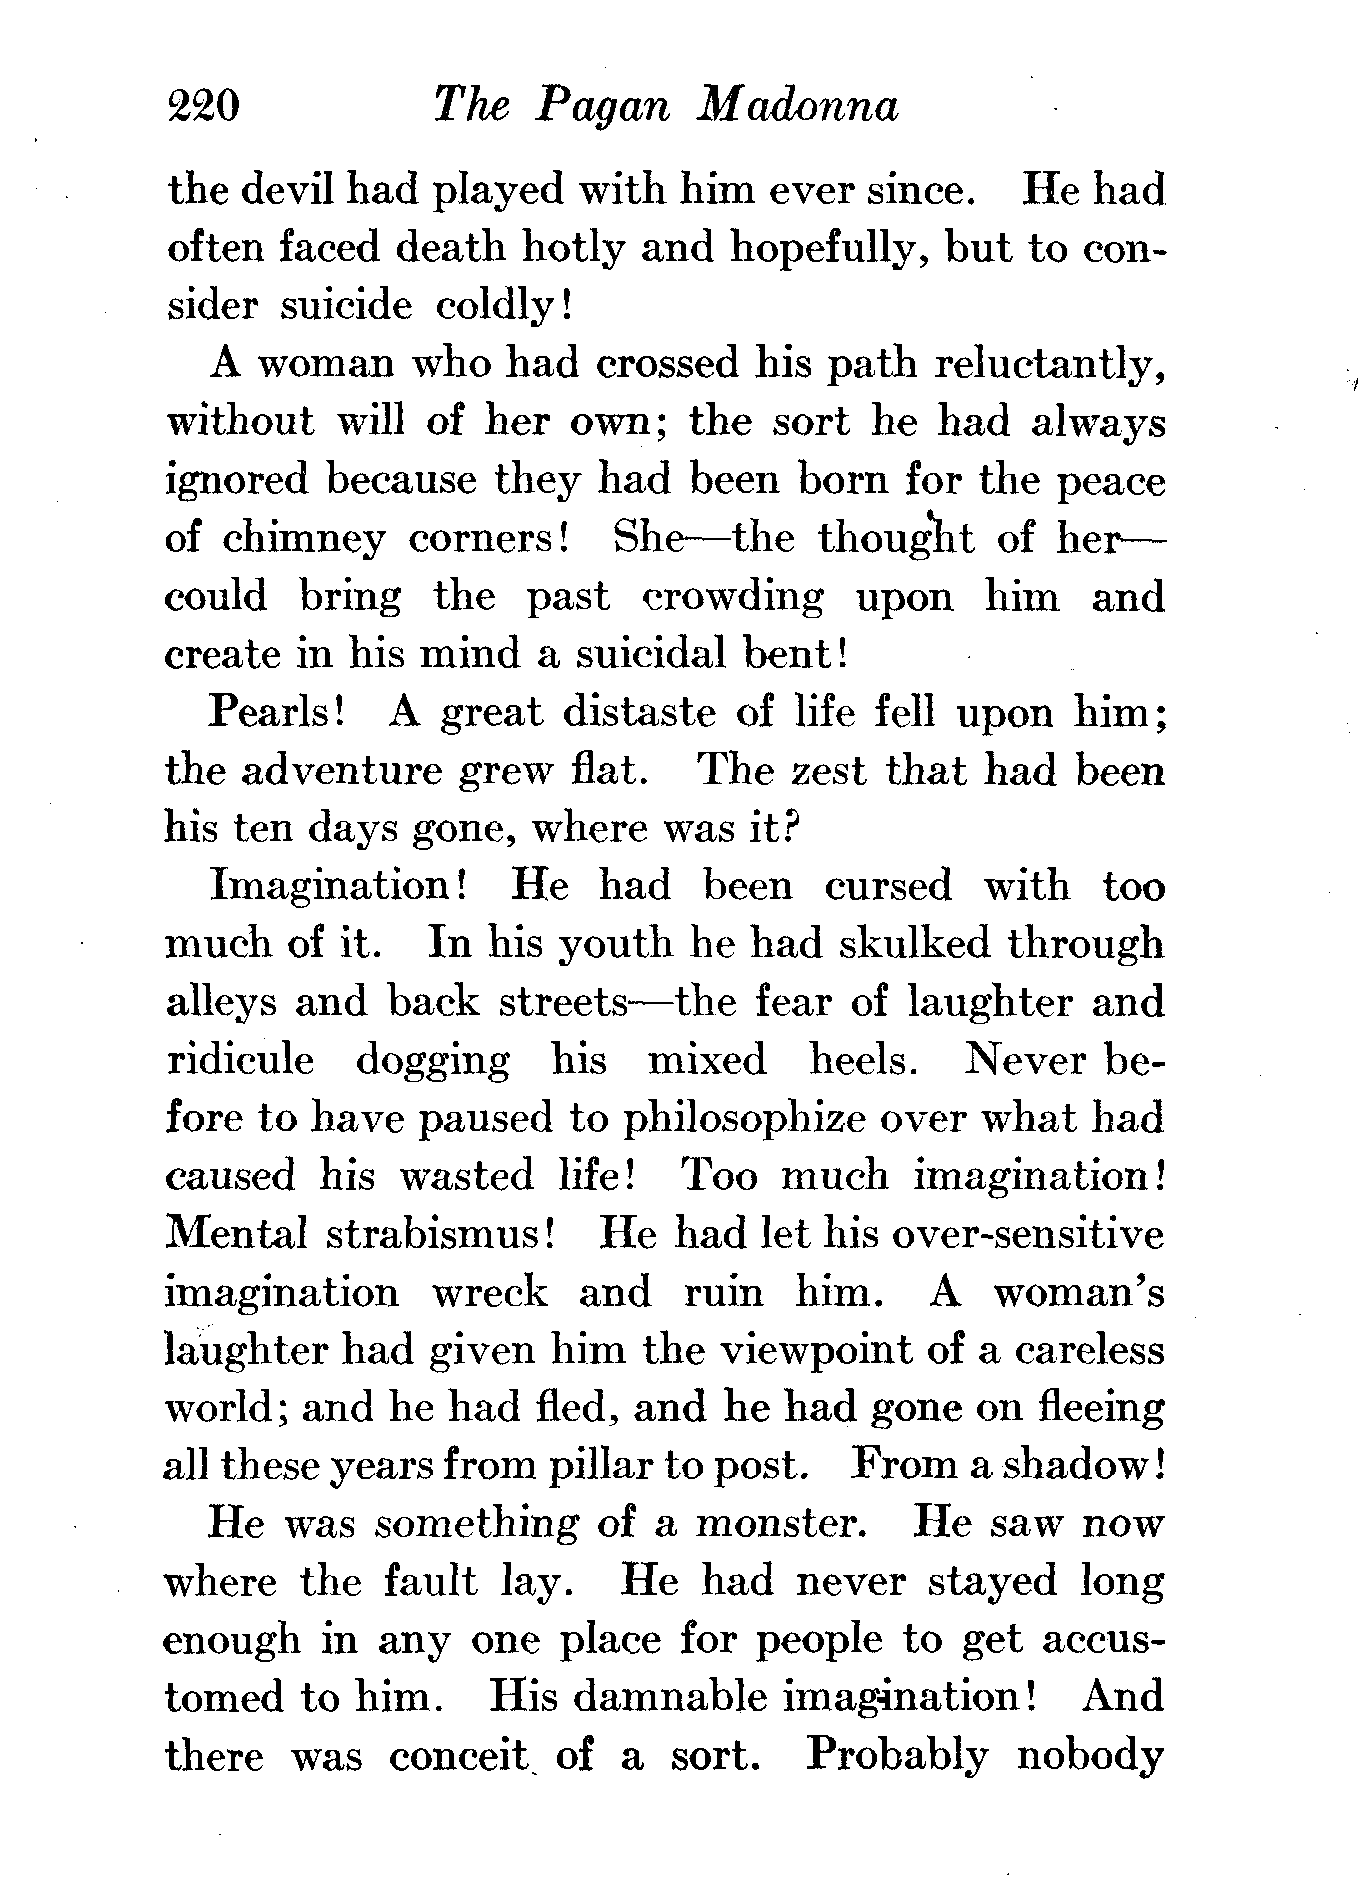 220 The Pagan Madonna
the devil had played with him ever since. He had
often faced death hotly and hopefully, but to con-
sider suicide coldly!
A woman who had crossed his path reluctantly,
without will of her own; the sort he had always
ignored because they had been born for the peace
of chimney corners! She—the thought of her—
could bring the past crowding upon him and
create in his mind a suicidal bent!
Pearls! A great distaste of life fell upon him;
the adventure grew flat. The zest that had been
his ten days gone, where was it?
Imagination! He had been cursed with too
much of it. In his youth he had skulked through
alleys and back streets—the fear of laughter and
ridicule dogging his mixed heels. Never be-
fore to have paused to philosophize over what had
caused his wasted life! Too much imagination!
Mental strabismus! He had let his over-sensitive
imagination wreck and ruin him. A woman's
laughter had given him the viewpoint of a careless
world; and he had fled, and he had gone on fleeing
all these years from pillar to post. From a shadow!
He was something of a monster. He saw now
where the fault lay. He had never stayed long
enough in any one place for people to get accus-
tomed to him. His damnable imagination! And
there was conceit of a sort. Probably nobody